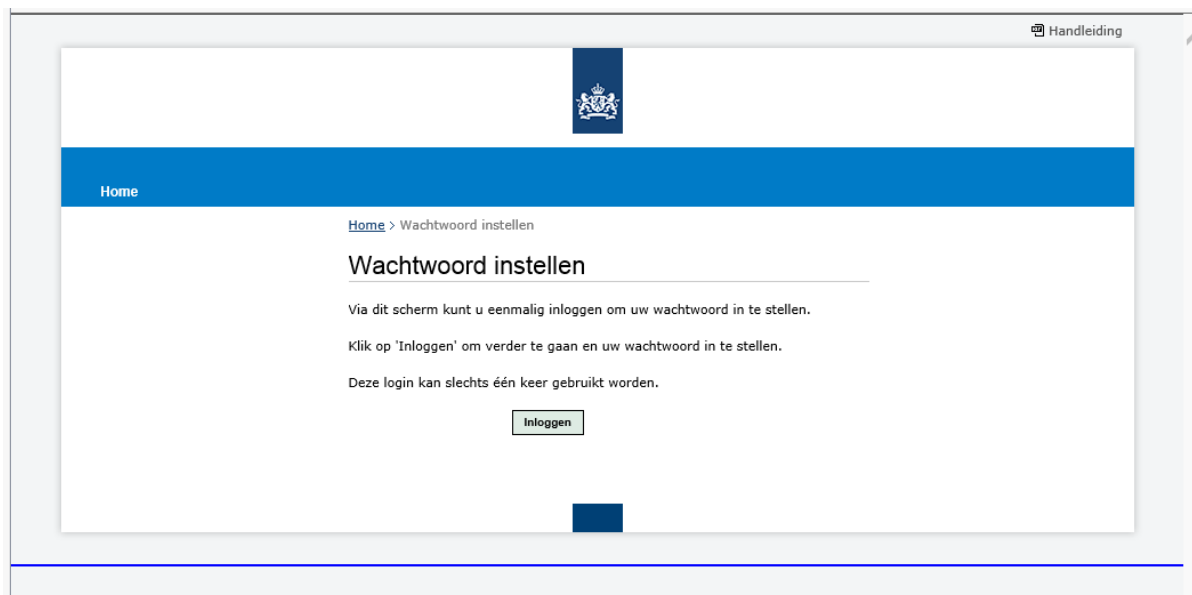 Handleiding
Home
Home > Wachtwoord instellen
Wachtwoord instellen
Via dit scherm kunt u eenmalig inloggen om uw wachtwoord in te stellen.
Klik op 'Inloggen' om verder te gaan en uw wachtwoord in te stellen.
Deze login kan slechts één keer gebruikt worden.
Inloggen